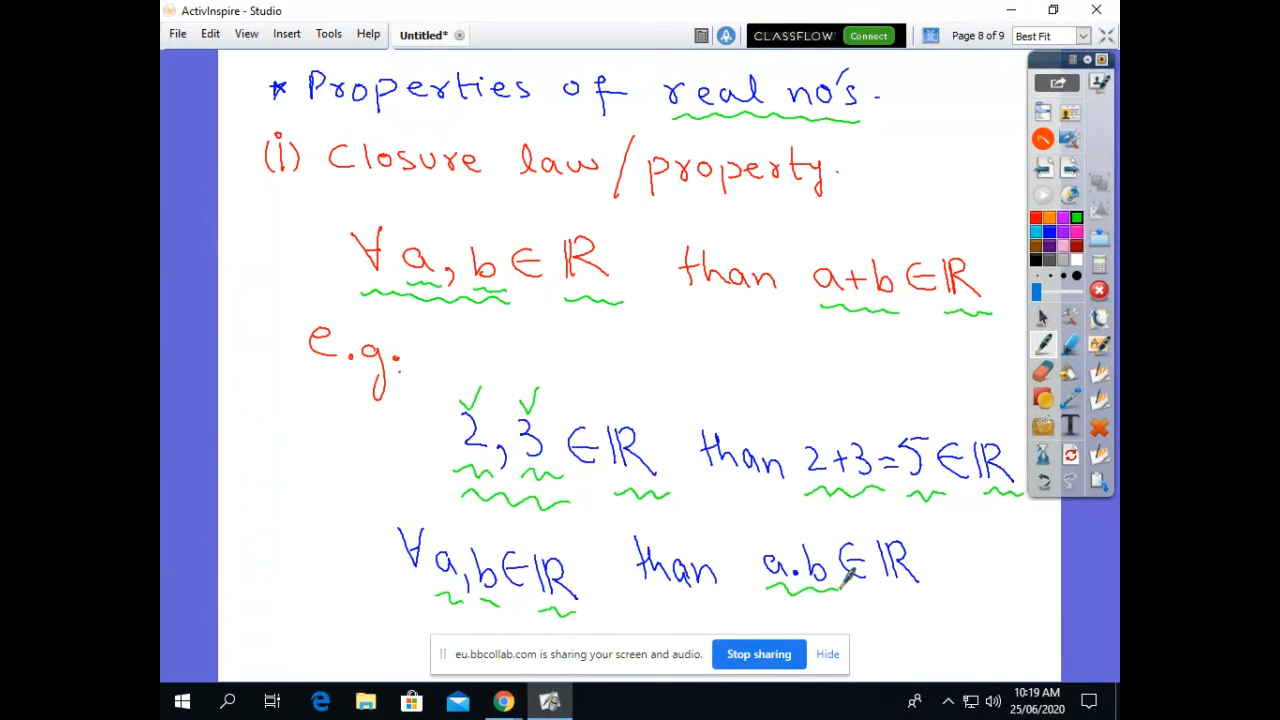 ActivInspire - Studio
File Edit View Insert Tools Help Untitled* CLASSFLOW Connect Page 8 of 9 Best Fit
* Properties of real no's.
(i) Closure law/property.
∀ a, b ∈ ℝ than a+b ∈ ℝ
e.g.
2, 3 ∈ ℝ than 2+3=5 ∈ ℝ
∀ a, b ∈ ℝ than a.b ∈ ℝ
eu.bbcollab.com is sharing your screen and audio. Stop sharing Hide
10:19 AM
25/06/2020